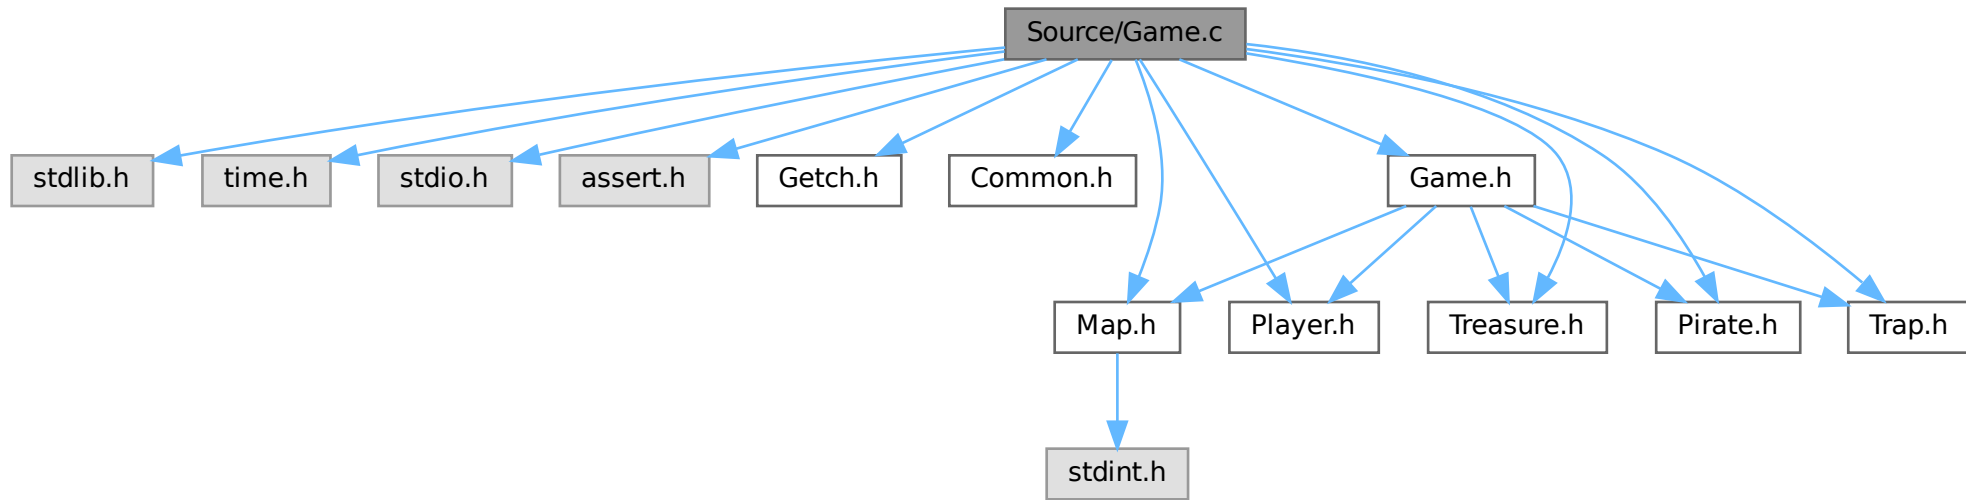 Source/Game.c
stdlib.h
time.h
stdio.h
assert.h
Getch.h
Common.h
Game.h
Map.h
Player.h
Treasure.h
Pirate.h
Trap.h
stdint.h